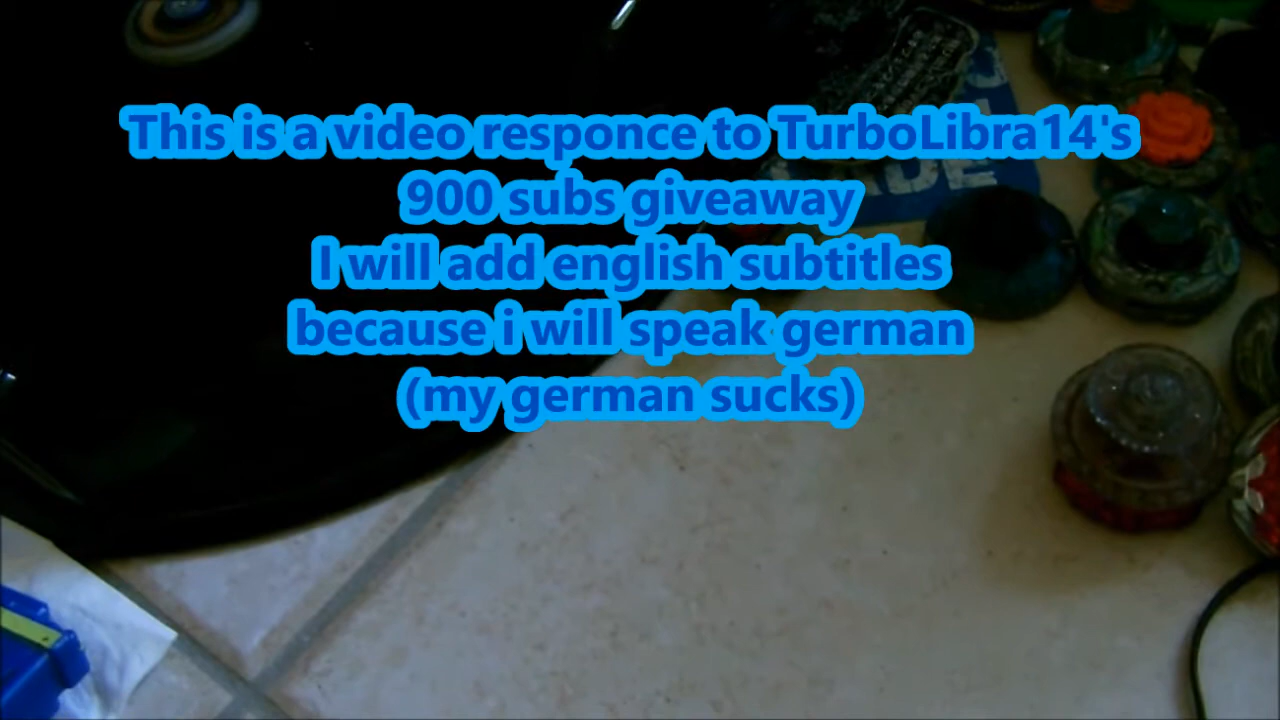 This is a video responce to TurboLibra14's
900 subs giveaway
I will add english subtitles
because i will speak german
(my german sucks)